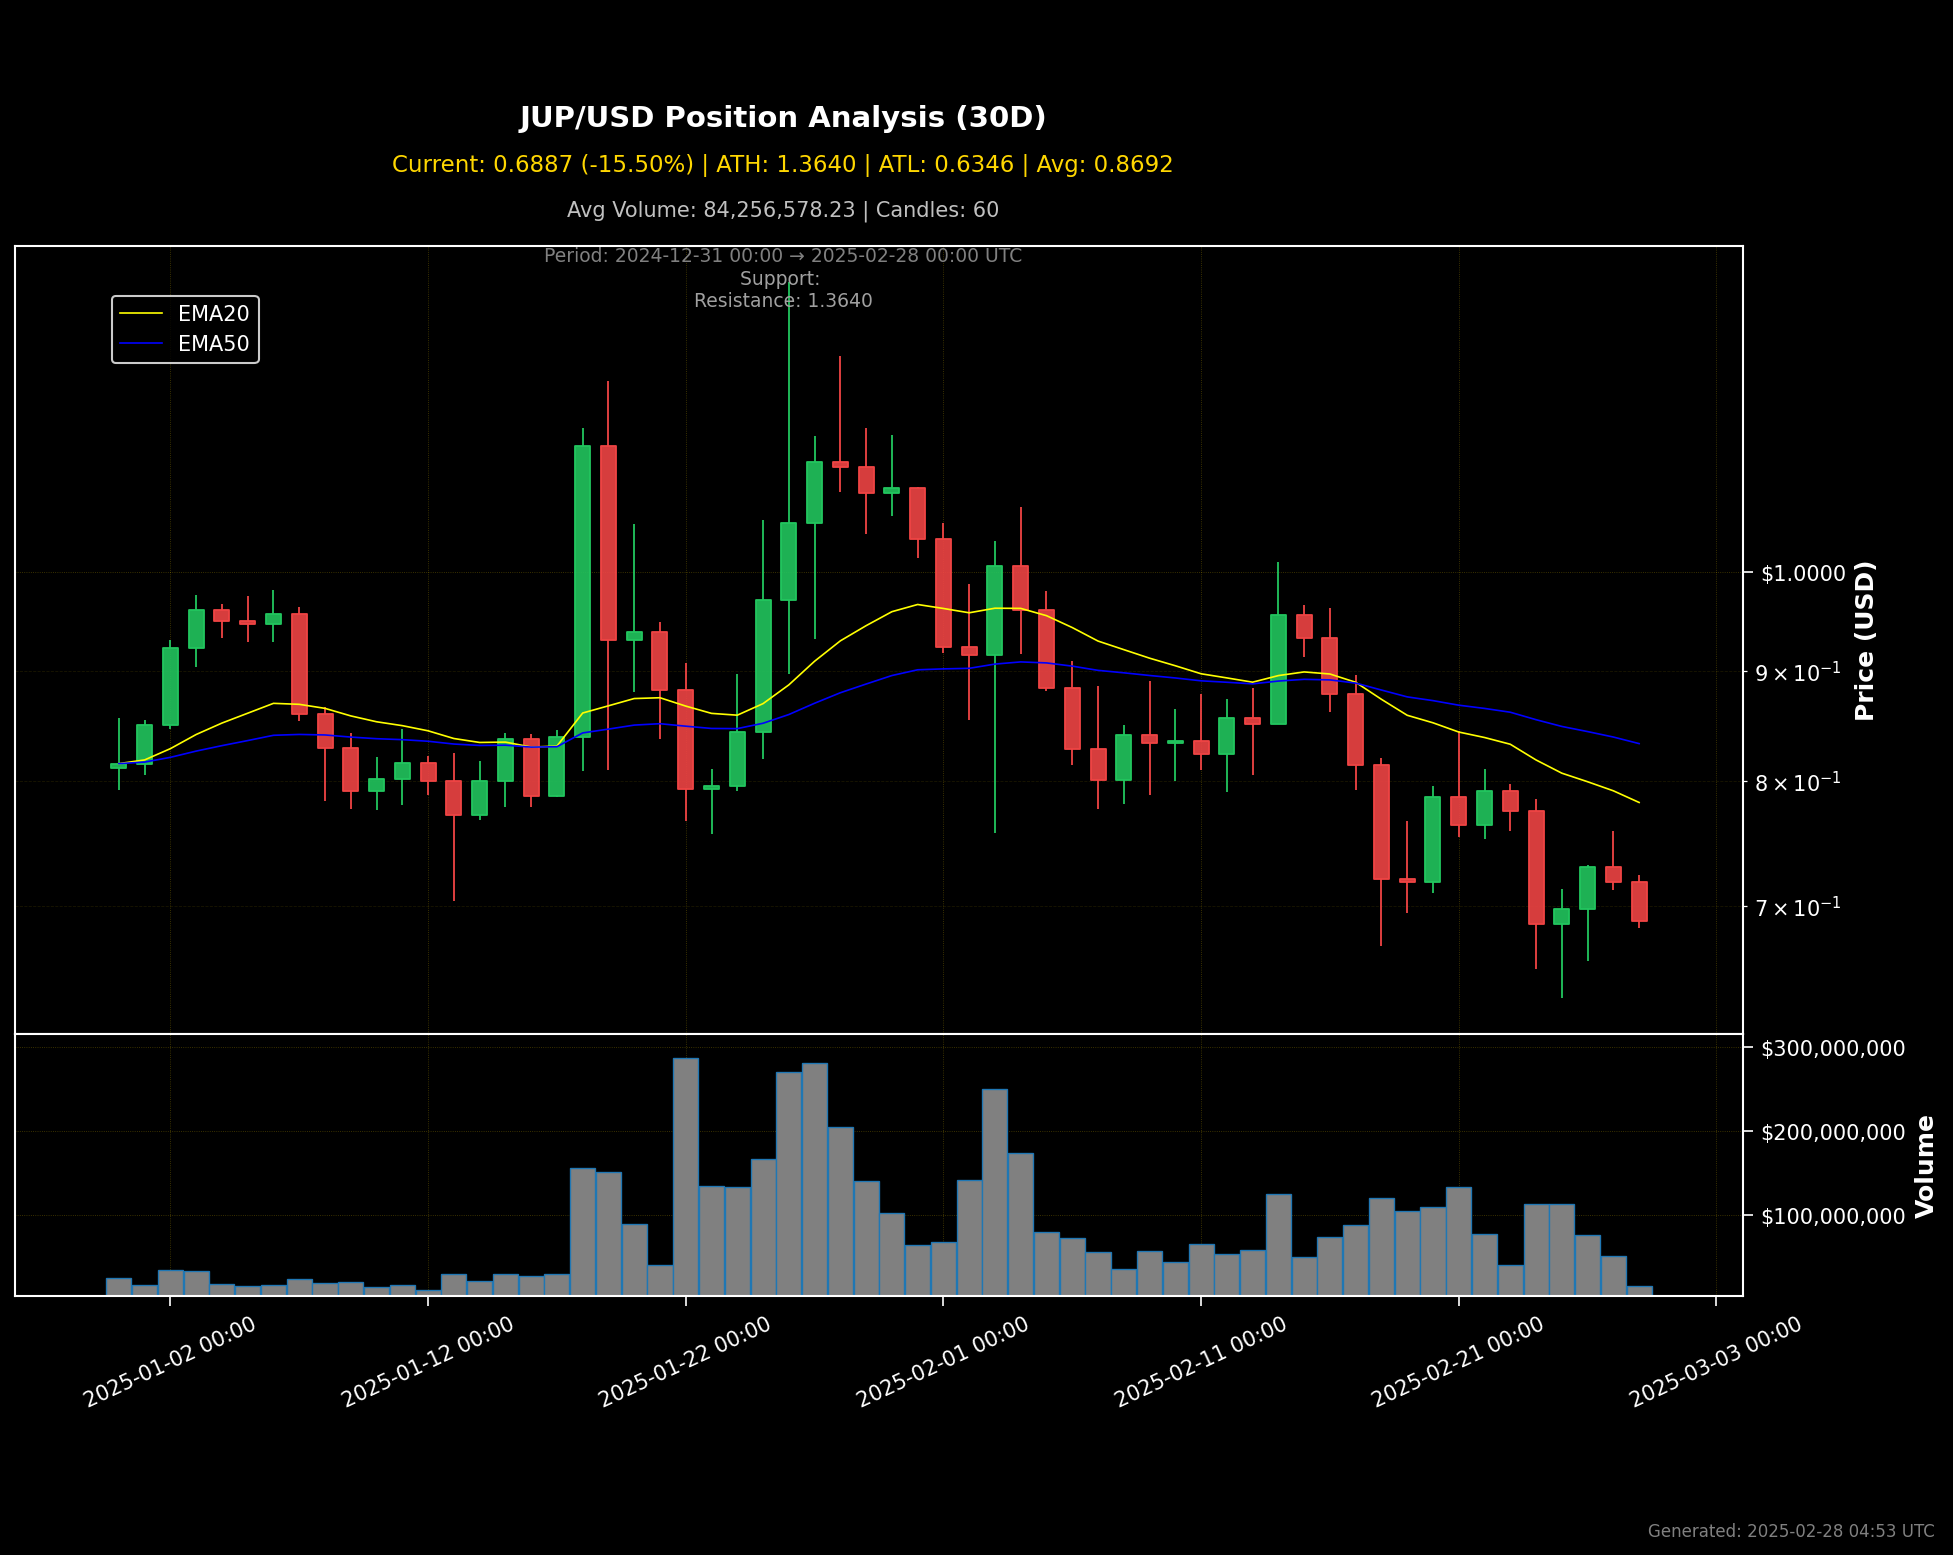 JUP/USD Position Analysis (30D)
Current: 0.6887 (-15.50%) | ATH: 1.3640 | ATL: 0.6346 | Avg: 0.8692
Avg Volume: 84,256,578.23 | Candles: 60
Period: 2024-12-31 00:00 → 2025-02-28 00:00 UTC
Support:
Resistance: 1.3640
EMA20
EMA50
$1.0000
9 × 10⁻¹
8 × 10⁻¹
7 × 10⁻¹
Price (USD)
$300,000,000
$200,000,000
$100,000,000
Volume
2025-01-02 00:00
2025-01-12 00:00
2025-01-22 00:00
2025-02-01 00:00
2025-02-11 00:00
2025-02-21 00:00
2025-03-03 00:00
Generated: 2025-02-28 04:53 UTC